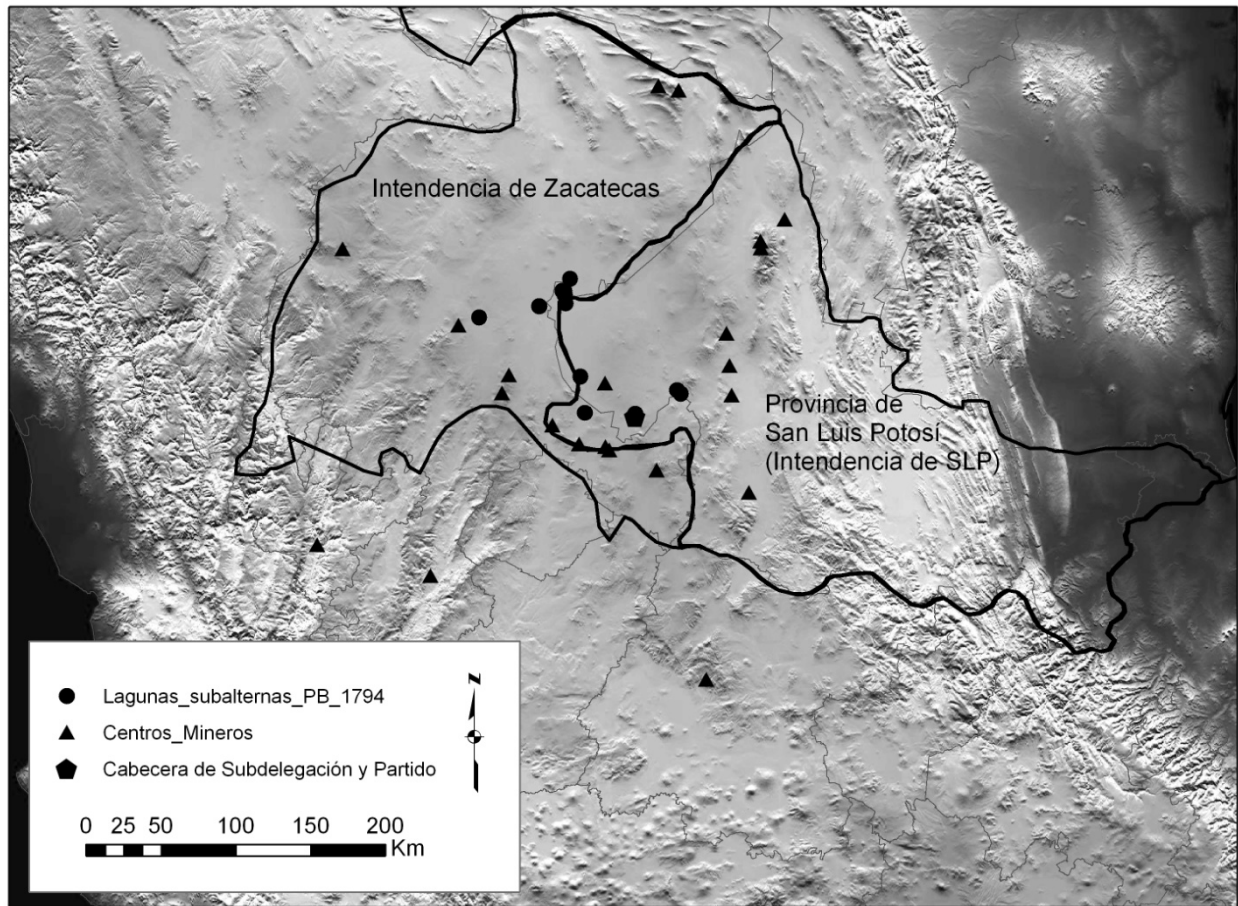 Intendencia de Zacatecas
Provincia de
San Luis Potosí
(Intendencia de SLP)
Lagunas_subalternas_PB_1794
Centros_Mineros
Cabecera de Subdelegación y Partido
N
0 25 50 100 150 200
Km